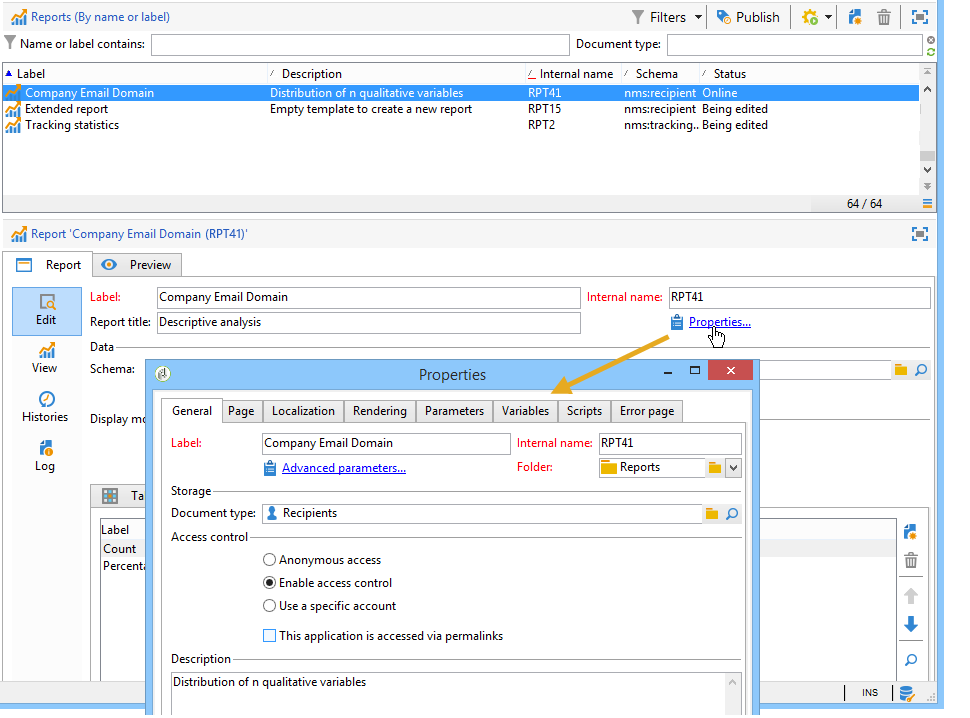 Reports (By name or label)
Filters
Publish
Name or label contains:
Document type:
Label Description Internal name Schema Status
Company Email Domain Distribution of n qualitative variables RPT41 nms:recipient Online
Extended report Empty template to create a new report RPT15 nms:recipient Being edited
Tracking statistics RPT2 nms:tracking.. Being edited
64 / 64
Report 'Company Email Domain (RPT41)'
Report Preview
Label: Company Email Domain Internal name: RPT41
Edit
Report title: Descriptive analysis Properties...
Data
View
Schema:
Histories
Display mo
Log
Ta
Label
Count
Percenta
Properties
General Page Localization Rendering Parameters Variables Scripts Error page
Label: Company Email Domain Internal name: RPT41
Advanced parameters... Folder: Reports
Storage
Document type: Recipients
Access control
Anonymous access
Enable access control
Use a specific account
This application is accessed via permalinks
Description
Distribution of n qualitative variables
INS